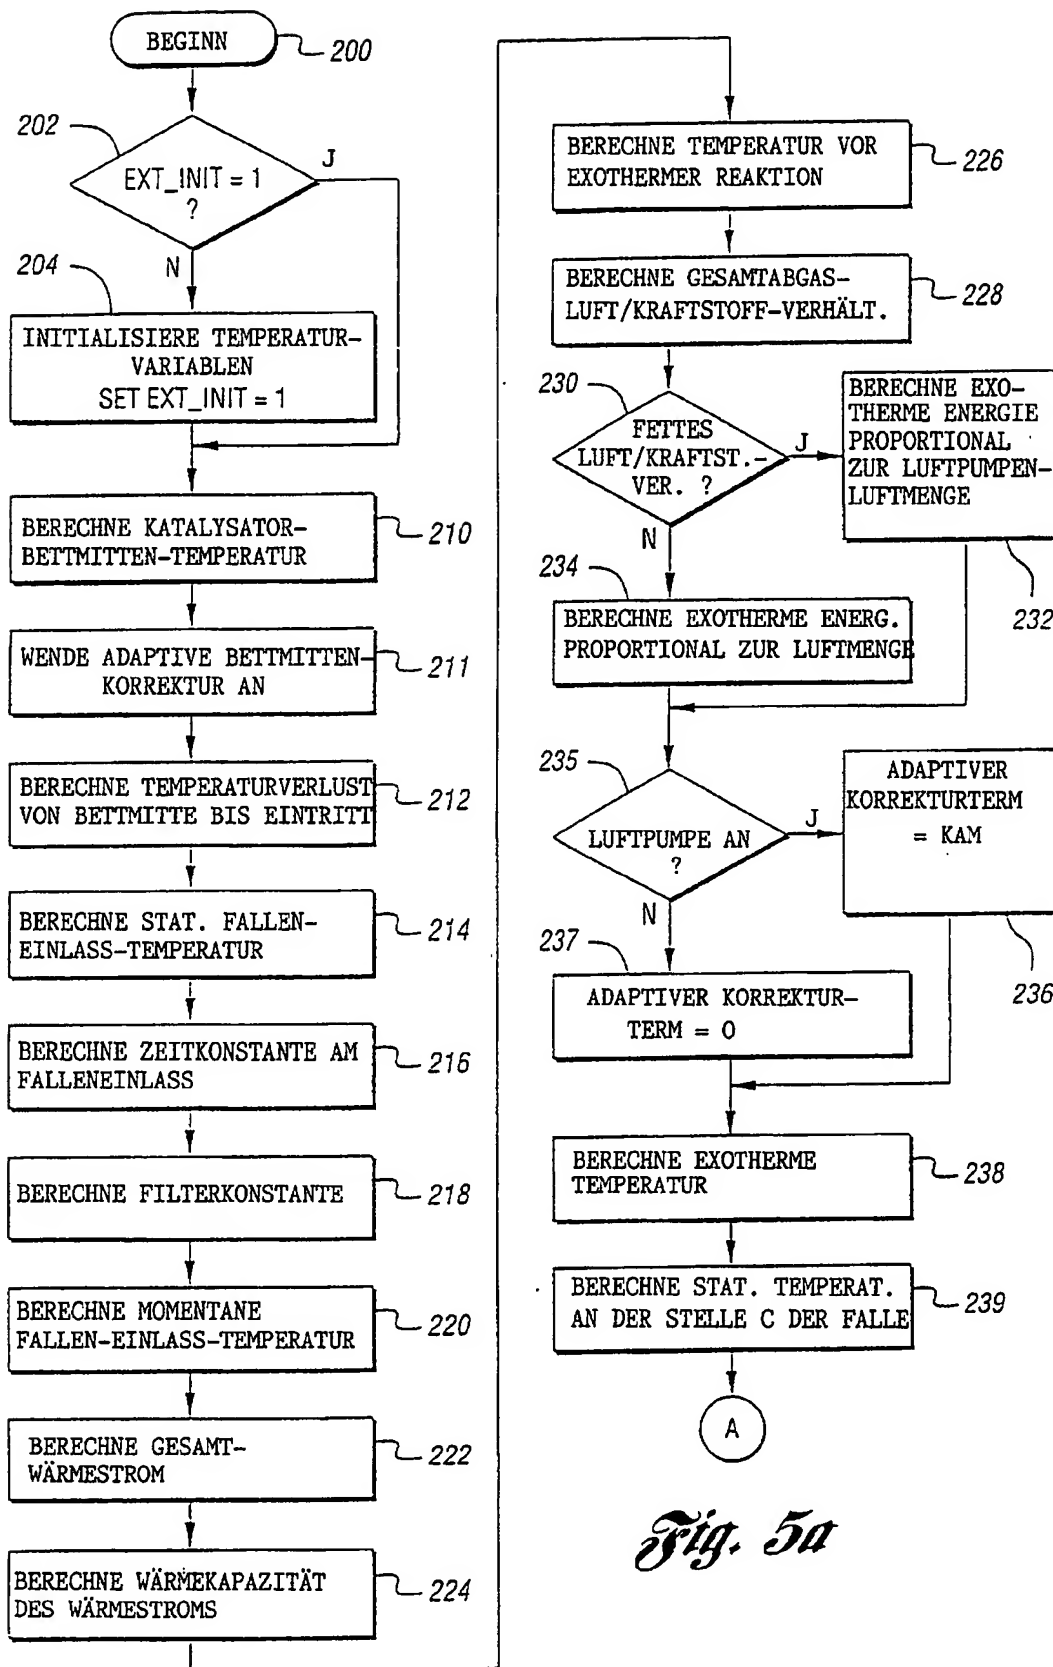 BEGINN
200
202
EXT_INIT = 1
?
J
N
204
INITIALISIERE TEMPERATUR-
VARIABLEN
SET EXT_INIT = 1
BERECHNE KATALYSATOR-
BETTMITTEN-TEMPERATUR
210
WENDE ADAPTIVE BETTMITTEN-
KORREKTUR AN
211
BERECHNE TEMPERATURVERLUST
VON BETTMITTE BIS EINTRITT
212
BERECHNE STAT. FALLEN-
EINLASS-TEMPERATUR
214
BERECHNE ZEITKONSTANTE AM
FALLENEINLASS
216
BERECHNE FILTERKONSTANTE
218
BERECHNE MOMENTANE
FALLEN-EINLASS-TEMPERATUR
220
BERECHNE GESAMT-
WÄRMESTROM
222
BERECHNE WÄRMEKAPAZITÄT
DES WÄRMESTROMS
224
BERECHNE TEMPERATUR VOR
EXOTHERMER REAKTION
226
BERECHNE GESAMTABGAS-
LUFT/KRAFTSTOFF-VERHÄLT.
228
230
FETTES
LUFT/KRAFTST.-
VER. ?
J
N
BERECHNE EXO-
THERME ENERGIE
PROPORTIONAL
ZUR LUFTPUMPEN-
LUFTMENGE
232
234
BERECHNE EXOTHERME ENERG.
PROPORTIONAL ZUR LUFTMENGE
235
LUFTPUMPE AN
?
J
N
ADAPTIVER
KORREKTURTERM
= KAM
236
237
ADAPTIVER KORREKTUR-
TERM = 0
BERECHNE EXOTHERME
TEMPERATUR
238
BERECHNE STAT. TEMPERAT.
AN DER STELLE C DER FALLE
239
A
Fig. 5a